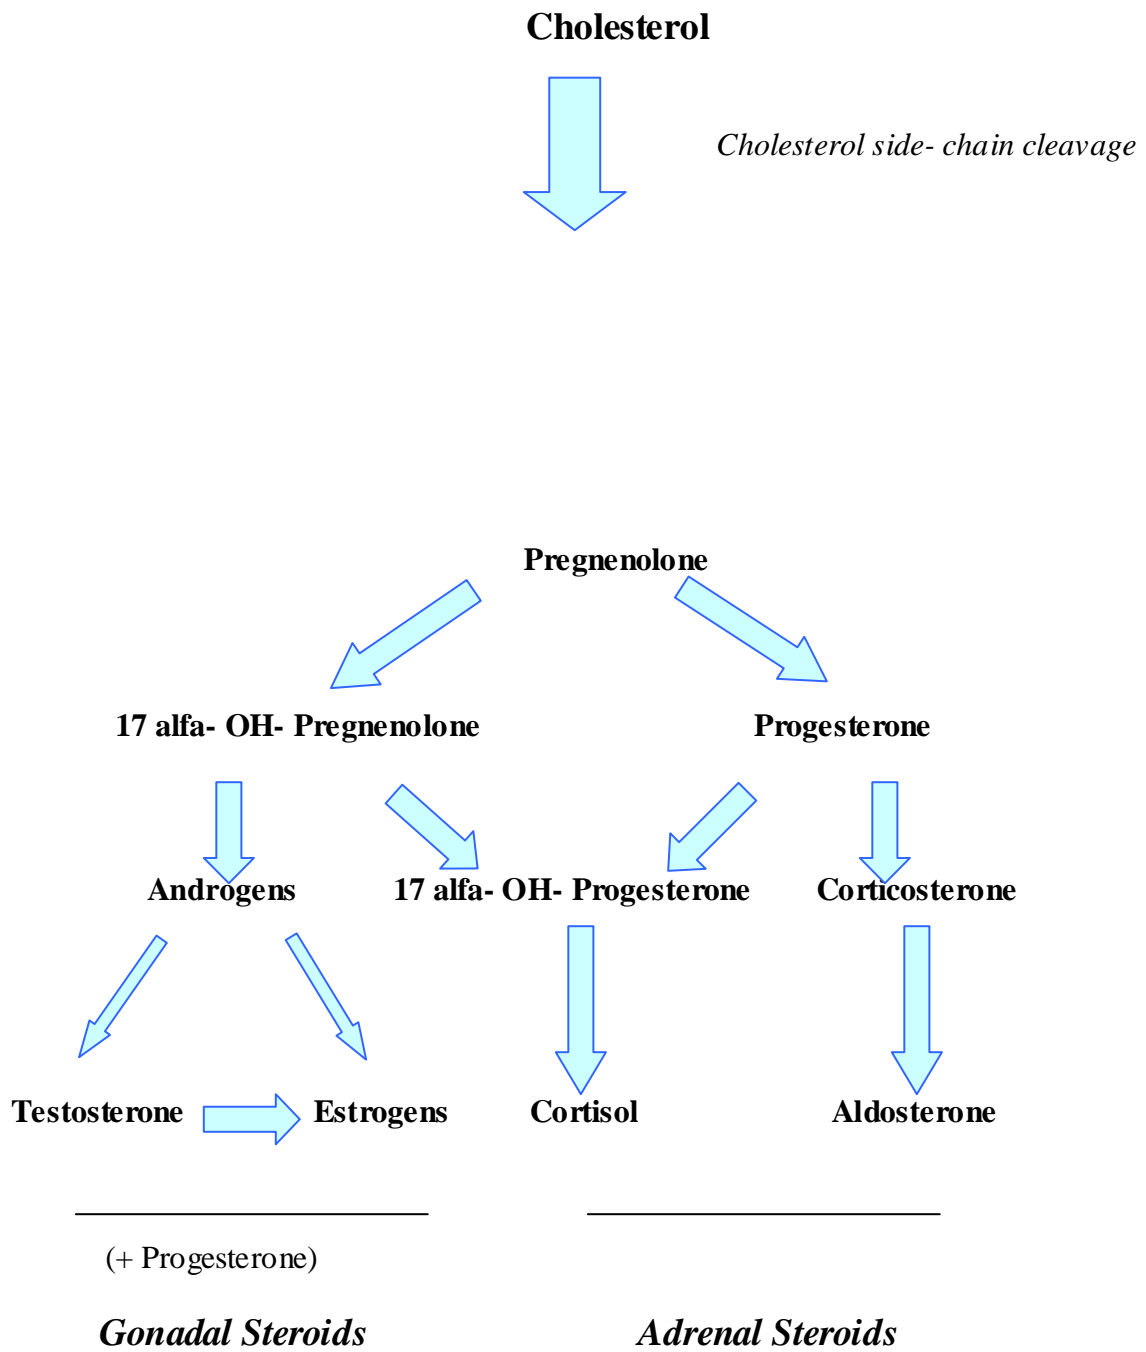 Cholesterol
Cholesterol side- chain cleavage
Pregnenolone
17 alfa- OH- Pregnenolone
Progesterone
Androgens
17 alfa- OH- Progesterone
Corticosterone
Testosterone
Estrogens
Cortisol
Aldosterone
(+ Progesterone)
Gonadal Steroids
Adrenal Steroids